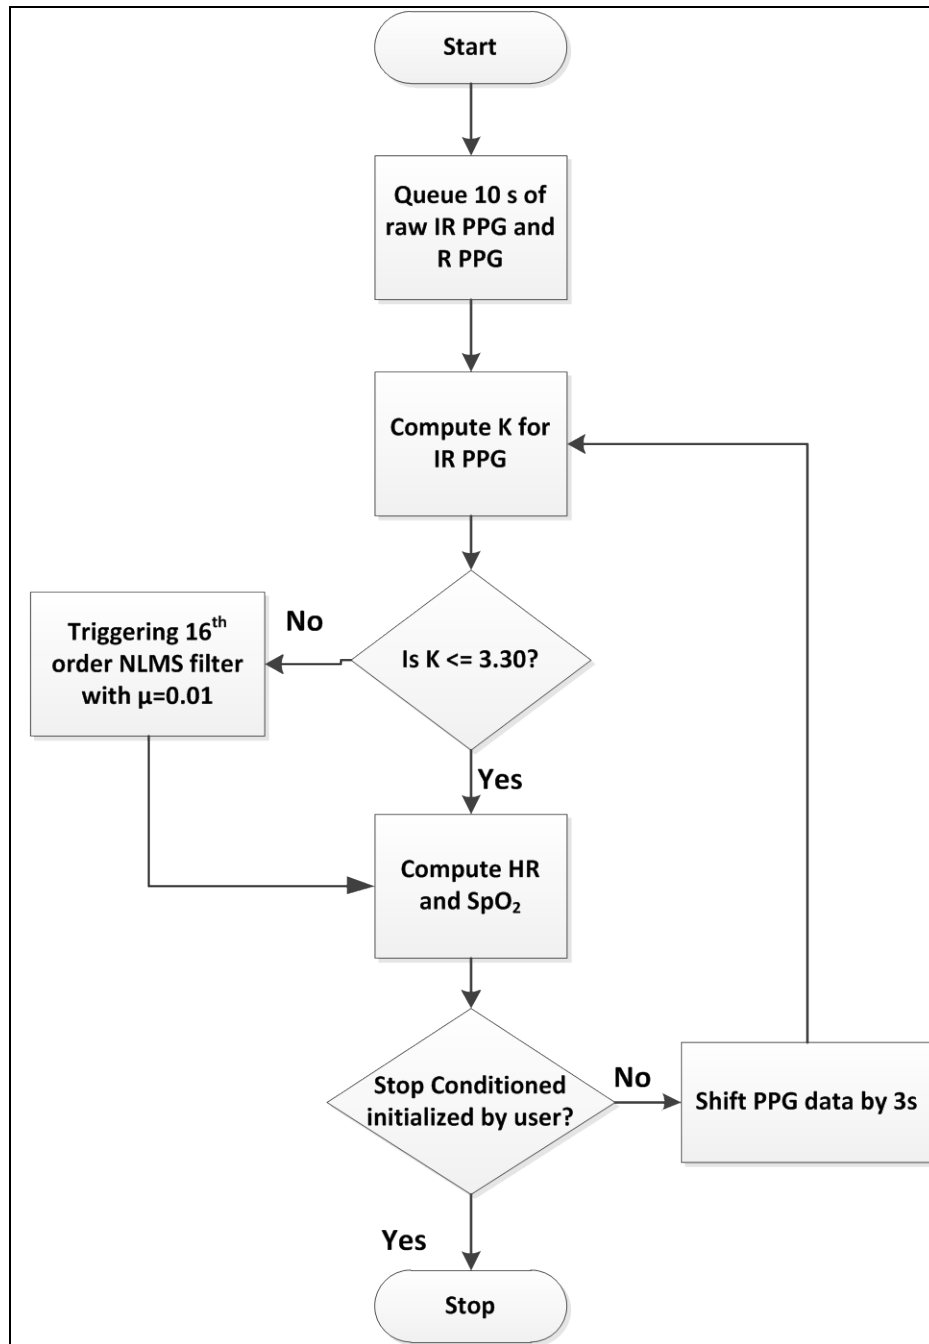 Start
Queue 10 s of
raw IR PPG and
R PPG
Compute K for
IR PPG
Is K <= 3.30?
No
Triggering 16th
order NLMS filter
with μ=0.01
Yes
Compute HR
and SpO₂
Stop Conditioned
initialized by user?
No
Shift PPG data by 3s
Yes
Stop